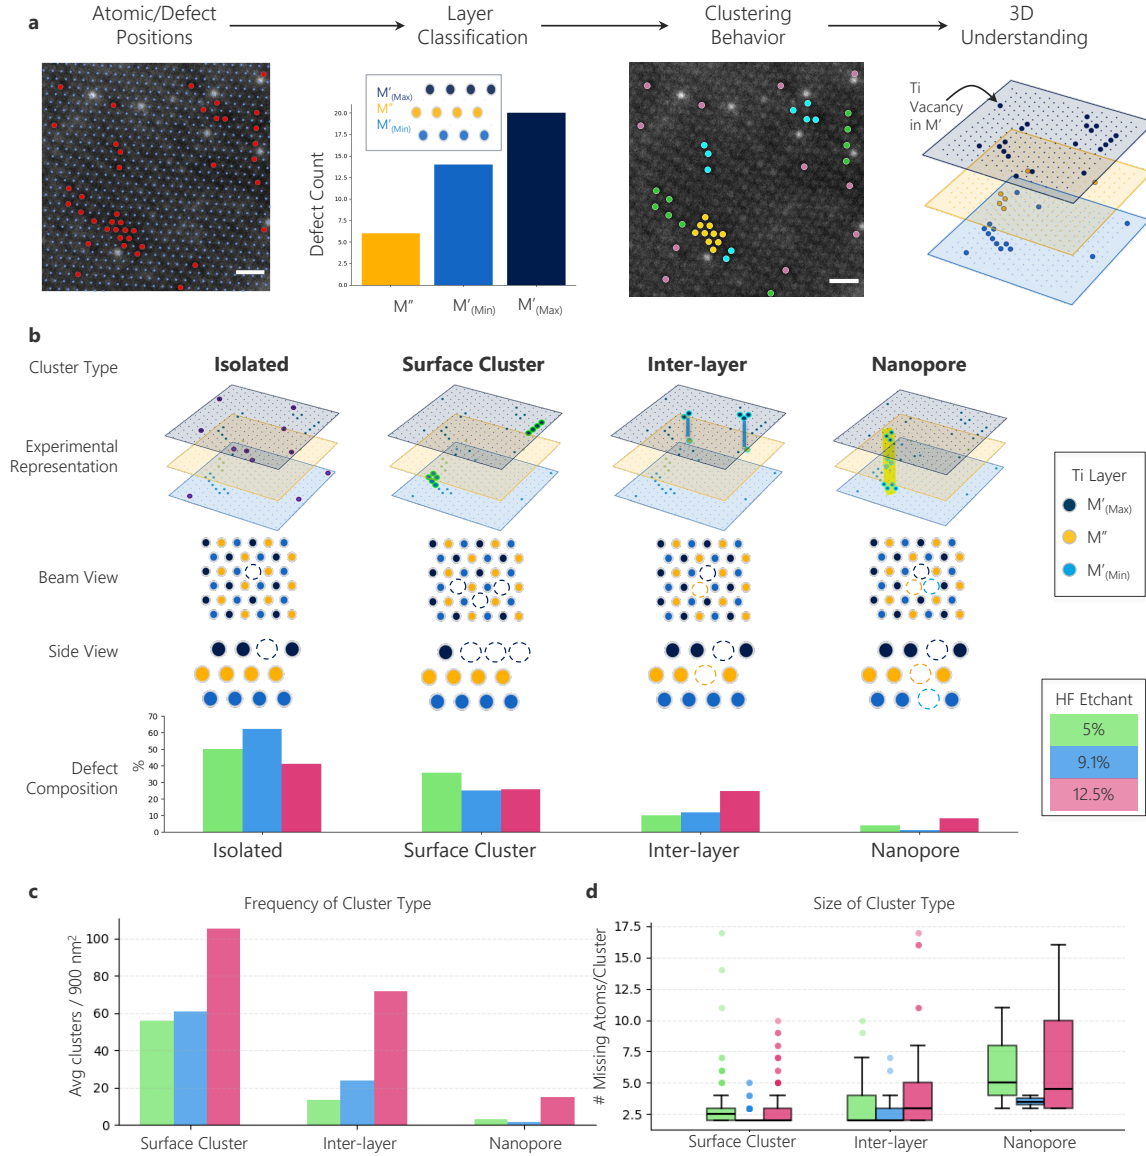 a
Atomic/Defect
Positions
Layer
Classification
Clustering
Behavior
3D
Understanding
Defect Count
20.0
17.5
15.0
12.5
10.0
7.5
5.0
2.5
0.0
M′(Max)
M″
M′(Min)
M″
M′(Min)
M′(Max)
Ti
Vacancy
in M′
b
Cluster Type
Isolated
Surface Cluster
Inter-layer
Nanopore
Experimental
Representation
Ti Layer
M′(Max)
M″
M′(Min)
Beam View
Side View
HF Etchant
5%
9.1%
12.5%
Defect
Composition
%
70
60
50
40
30
20
10
0
Isolated
Surface Cluster
Inter-layer
Nanopore
c
Frequency of Cluster Type
Avg clusters / 900 nm²
100
80
60
40
20
0
Surface Cluster
Inter-layer
Nanopore
d
Size of Cluster Type
# Missing Atoms/Cluster
17.5
15.0
12.5
10.0
7.5
5.0
2.5
Surface Cluster
Inter-layer
Nanopore